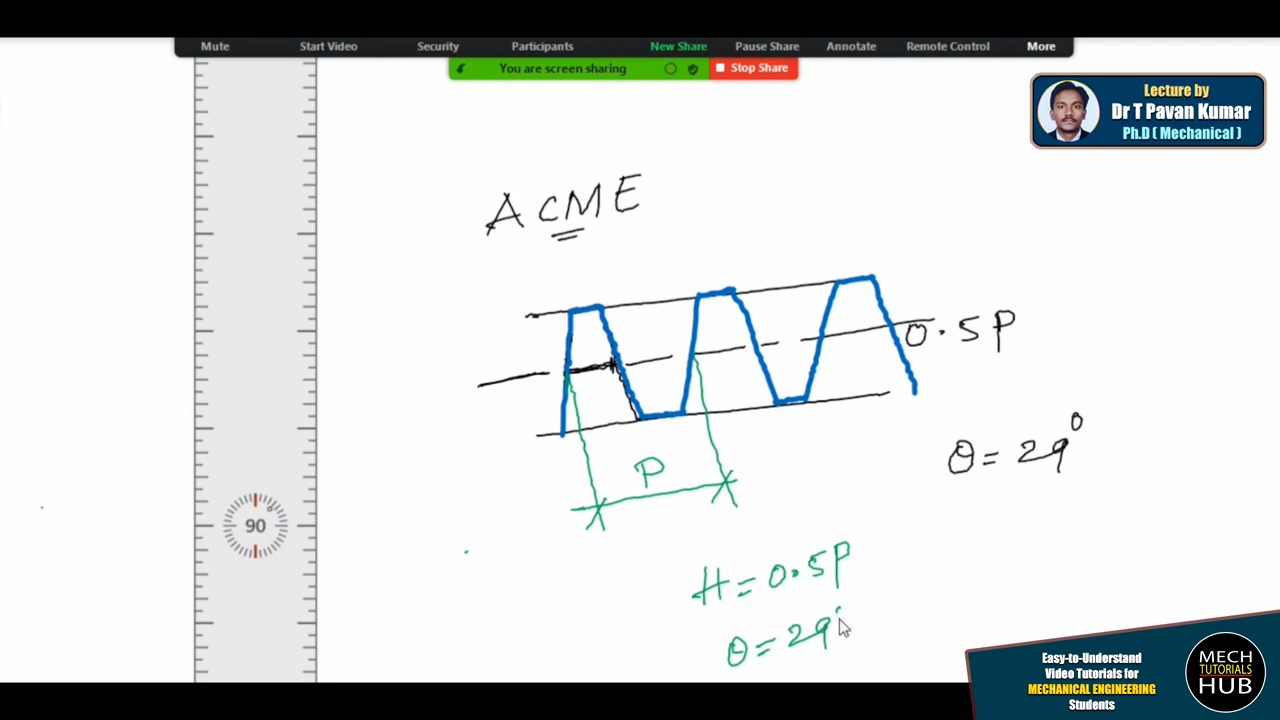 Mute Start Video Security Participants New Share Pause Share Annotate Remote Control More
You are screen sharing Stop Share
Lecture by
Dr T Pavan Kumar
Ph.D ( Mechanical )
ACME
0.5P
θ = 29°
P
90
H = 0.5P
θ = 29°
Easy-to-Understand
Video Tutorials for
MECHANICAL ENGINEERING
Students
MECH
TUTORIALS
HUB